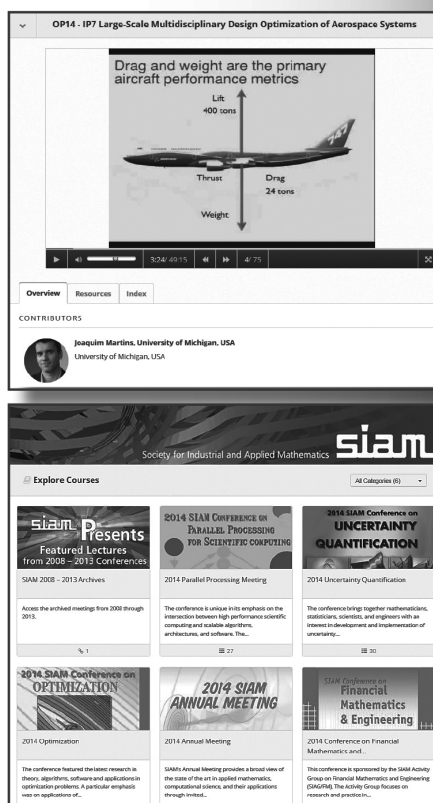 OP14 - IP7 Large-Scale Multidisciplinary Design Optimization of Aerospace Systems
Drag and weight are the primary
aircraft performance metrics
Lift
400 tons
747
Thrust
Drag
24 tons
Weight
3:24/ 49:15
4/ 75
Overview
Resources
Index
CONTRIBUTORS
Joaquim Martins, University of Michigan, USA
University of Michigan, USA
Society for Industrial and Applied Mathematics
siam
Explore Courses
All Categories (6)
siam Presents
Featured Lectures
from 2008 – 2013 Conferences
SIAM 2008 – 2013 Archives
Access the archived meetings from 2008 through
2013.
1
2014 SIAM CONFERENCE ON
PARALLEL PROCESSING
FOR SCIENTIFIC COMPUTING
2014 Parallel Processing Meeting
The conference is unique in its emphasis on the
intersection between high performance scientific
computing and scalable algorithms,
architectures, and software. The...
27
2014 SIAM Conference on
UNCERTAINTY
QUANTIFICATION
2014 Uncertainty Quantification
The conference brings together mathematicians,
statisticians, scientists, and engineers with an
interest in development and implementation of
uncertainty...
30
2014 SIAM Conference on
OPTIMIZATION
2014 Optimization
The conference featured the latest research in
theory, algorithms, software and applications in
optimization problems. A particular emphasis
was on applications of...
2014 SIAM
ANNUAL MEETING
2014 Annual Meeting
SIAM's Annual Meeting provides a broad view of
the state of the art in applied mathematics,
computational science, and their applications
through invited...
SIAM Conference on
Financial
Mathematics
& Engineering
2014 Conference on Financial
Mathematics and...
This conference is sponsored by the SIAM Activity
Group on Financial Mathematics and Engineering
(SIAG/FM). The Activity Group focuses on
research and practice in...